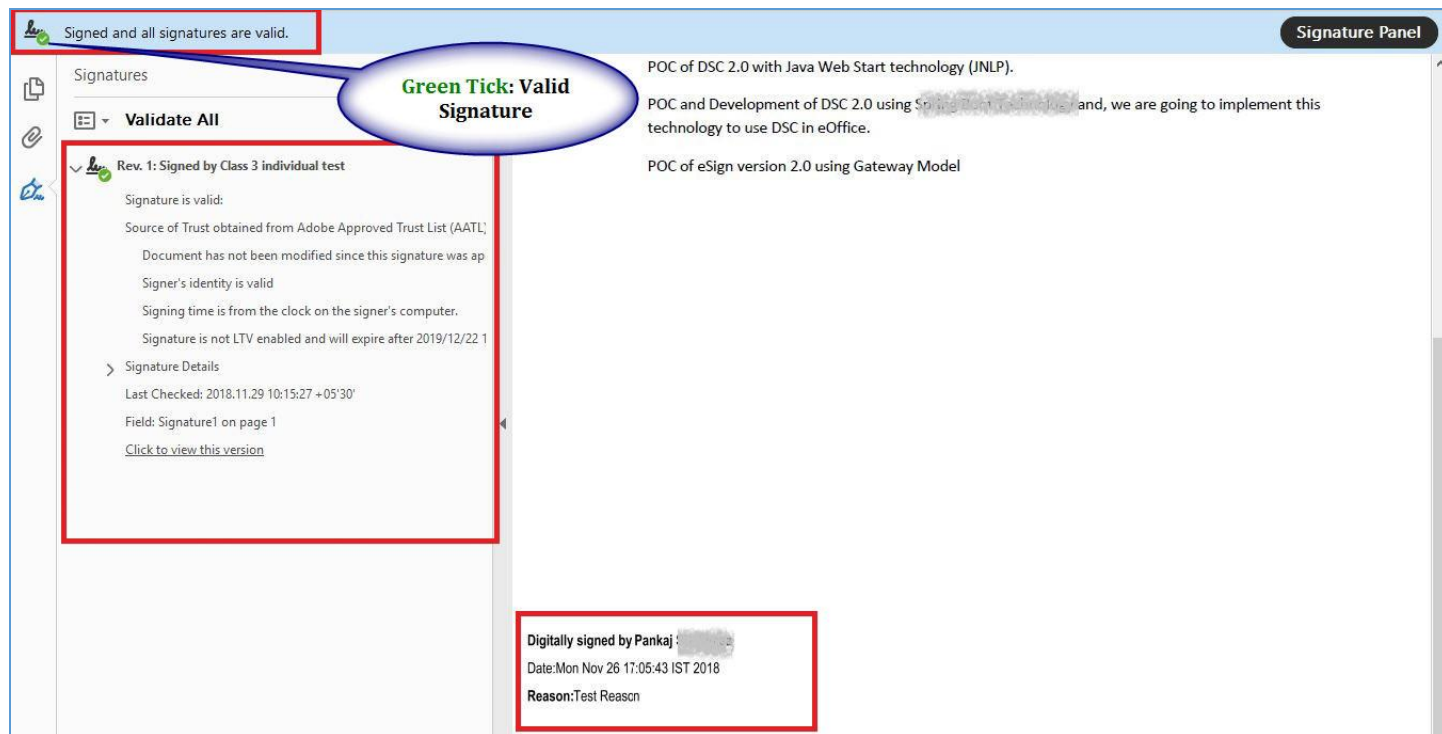 Signed and all signatures are valid.
Signature Panel
Signatures
Validate All
Green Tick: Valid
Signature
Rev. 1: Signed by Class 3 individual test
Signature is valid:
Source of Trust obtained from Adobe Approved Trust List (AATL)
Document has not been modified since this signature was ap
Signer's identity is valid
Signing time is from the clock on the signer's computer.
Signature is not LTV enabled and will expire after 2019/12/22 1
Signature Details
Last Checked: 2018.11.29 10:15:27 +05'30'
Field: Signature1 on page 1
Click to view this version
POC of DSC 2.0 with Java Web Start technology (JNLP).
POC and Development of DSC 2.0 using and, we are going to implement this
technology to use DSC in eOffice.
POC of eSign version 2.0 using Gateway Model
Digitally signed by Pankaj
Date:Mon Nov 26 17:05:43 IST 2018
Reason:Test Reason